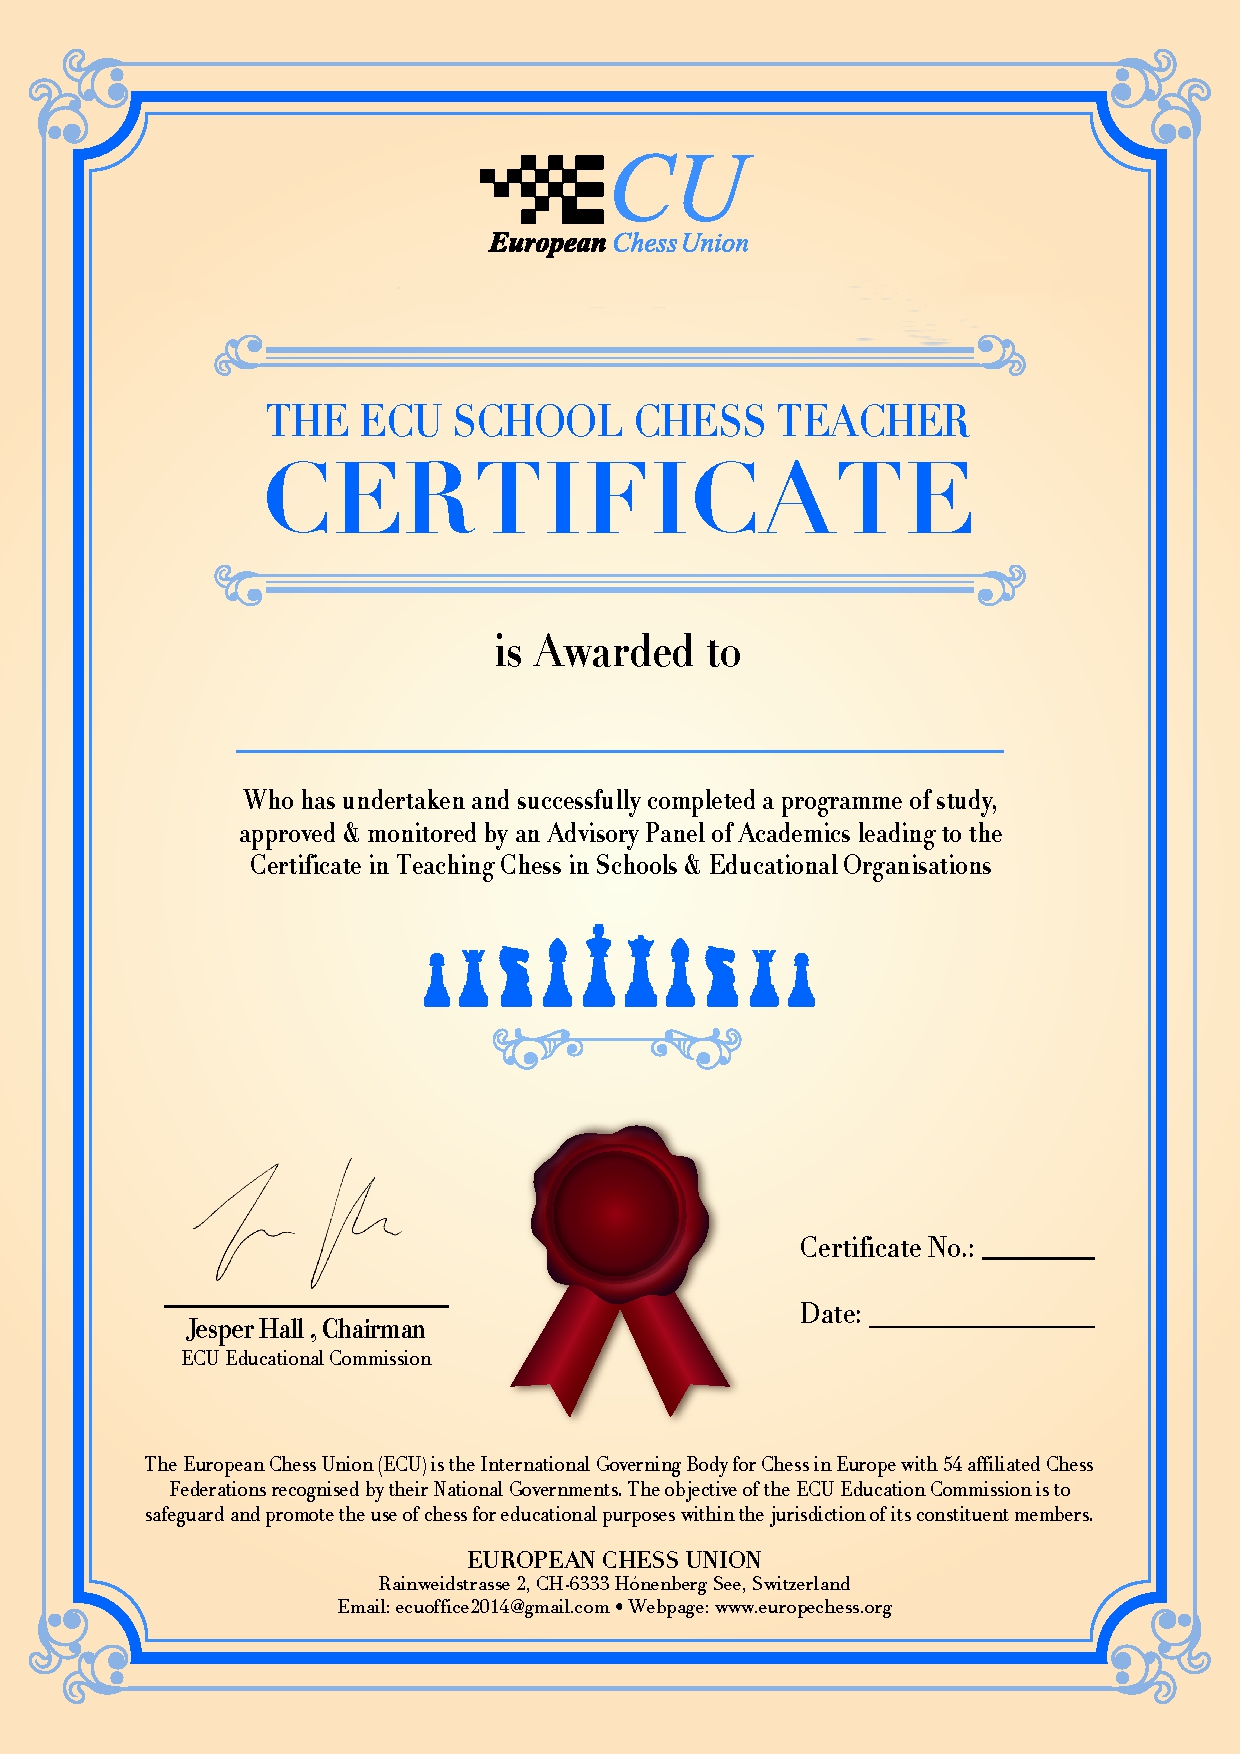 ECU
European Chess Union
THE ECU SCHOOL CHESS TEACHER
CERTIFICATE
is Awarded to
Who has undertaken and successfully completed a programme of study,
approved & monitored by an Advisory Panel of Academics leading to the
Certificate in Teaching Chess in Schools & Educational Organisations
Certificate No.:
Date:
Jesper Hall , Chairman
ECU Educational Commission
The European Chess Union (ECU) is the International Governing Body for Chess in Europe with 54 affiliated Chess
Federations recognised by their National Governments. The objective of the ECU Education Commission is to
safeguard and promote the use of chess for educational purposes within the jurisdiction of its constituent members.
EUROPEAN CHESS UNION
Rainweidstrasse 2, CH-6333 Hónenberg See, Switzerland
Email: ecuoffice2014@gmail.com • Webpage: www.europechess.org